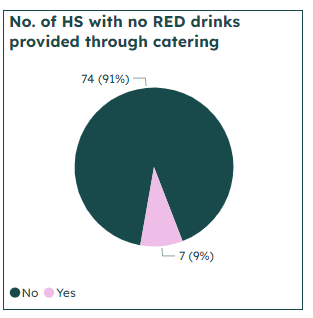 No. of HS with no RED drinks
provided through catering
74 (91%)
7 (9%)
No Yes